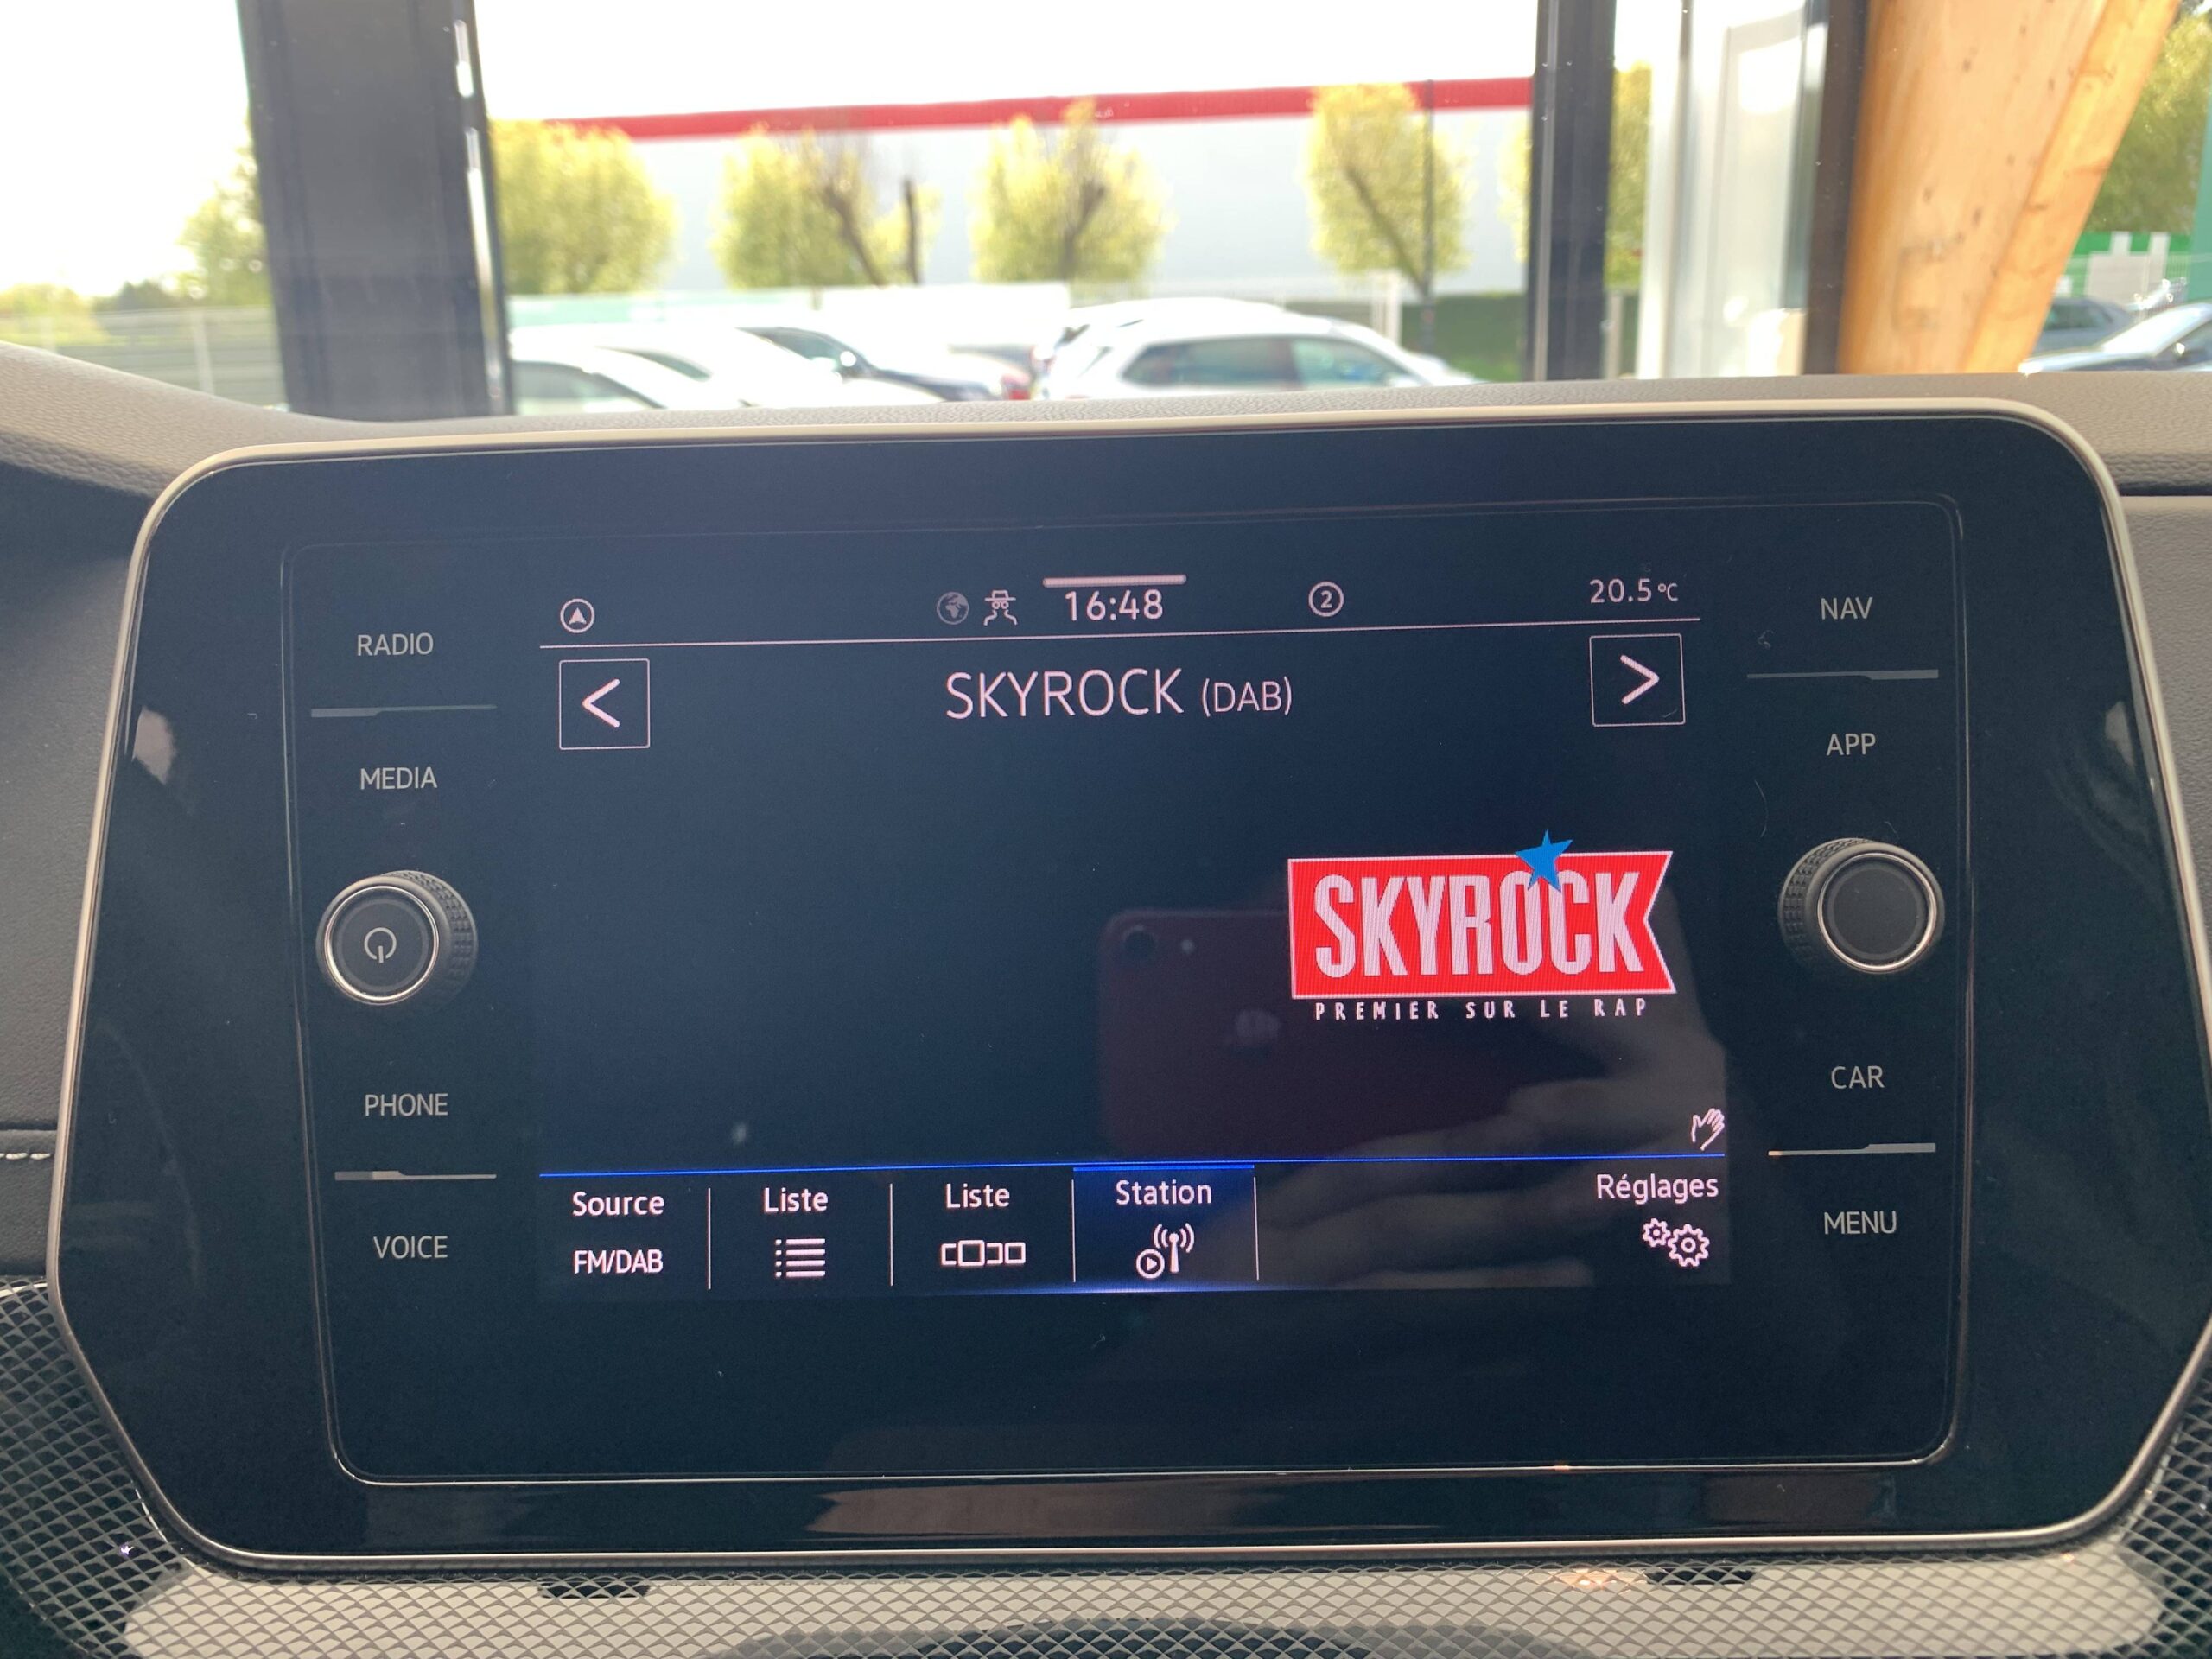 16:48
2
20.5°C
RADIO
NAV
SKYROCK (DAB)
MEDIA
APP
SKYROCK
PREMIER SUR LE RAP
PHONE
CAR
Source
Liste
Liste
Station
Réglages
FM/DAB
VOICE
MENU